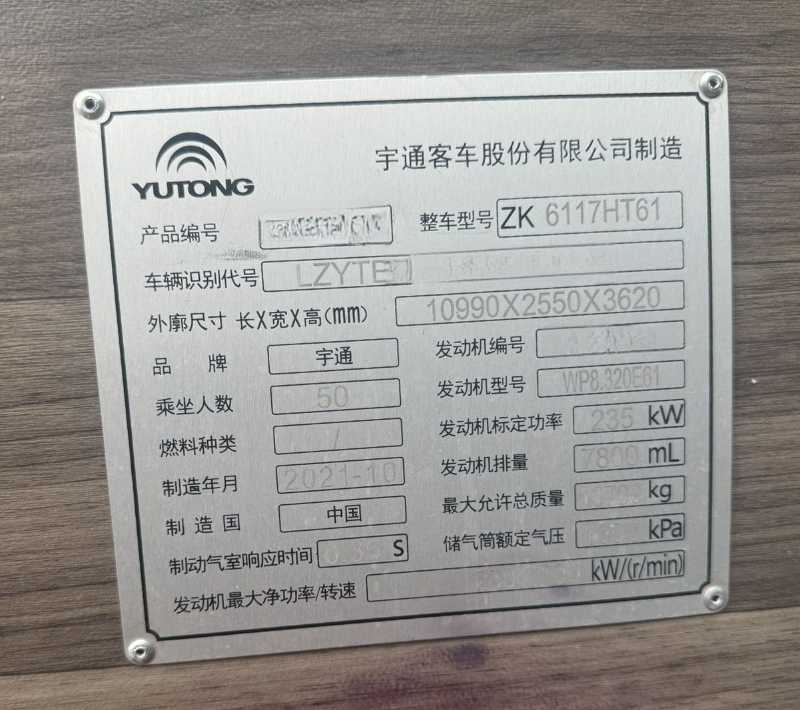 YUTONG
宇通客车股份有限公司制造
产品编号
整车型号 ZK 6117HT61
车辆识别代号 LZYTE
外廓尺寸 长X宽X高(mm) 10990X2550X3620
品 牌 宇通
发动机编号
乘坐人数 50
发动机型号 WP8.320E61
燃料种类 /
发动机标定功率 235 kW
制造年月 2021-10
发动机排量 7800 mL
制造国 中国
最大允许总质量 kg
制动气室响应时间 S
储气筒额定气压 kPa
发动机最大净功率/转速 kW/(r/min)